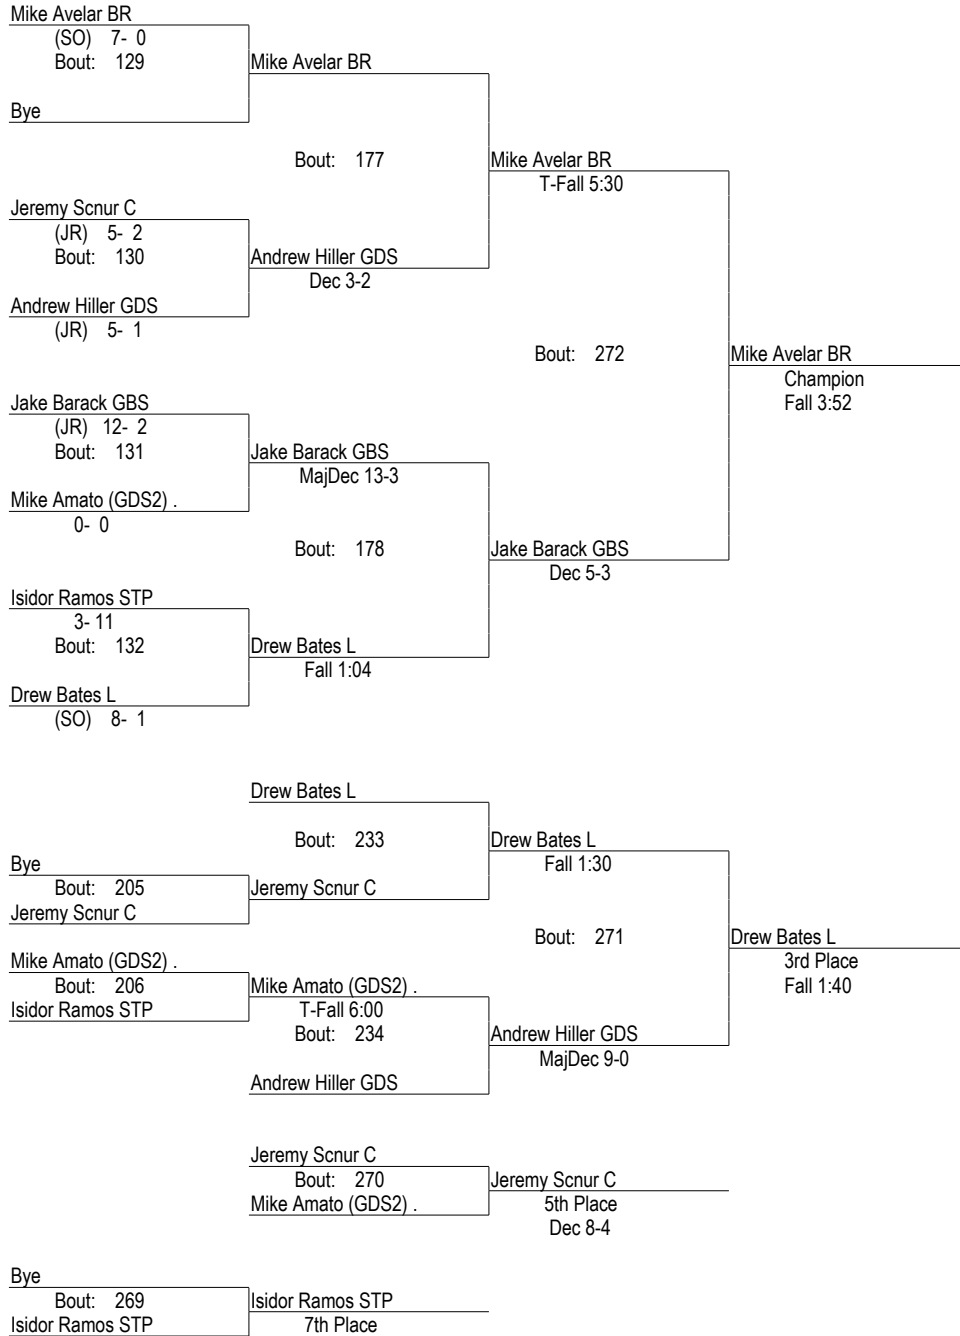 Mike Avelar BR
(SO) 7- 0
Bout: 129
Mike Avelar BR
Bye
Bout: 177
Mike Avelar BR
T-Fall 5:30
Jeremy Scnur C
(JR) 5- 2
Bout: 130
Andrew Hiller GDS
Dec 3-2
Andrew Hiller GDS
(JR) 5- 1
Bout: 272
Mike Avelar BR
Champion
Fall 3:52
Jake Barack GBS
(JR) 12- 2
Bout: 131
Jake Barack GBS
MajDec 13-3
Mike Amato (GDS2) .
0- 0
Bout: 178
Jake Barack GBS
Dec 5-3
Isidor Ramos STP
3- 11
Bout: 132
Drew Bates L
Fall 1:04
Drew Bates L
(SO) 8- 1
Drew Bates L
Bout: 233
Drew Bates L
Fall 1:30
Bye
Bout: 205
Jeremy Scnur C
Jeremy Scnur C
Bout: 271
Drew Bates L
3rd Place
Fall 1:40
Mike Amato (GDS2) .
Bout: 206
Isidor Ramos STP
Mike Amato (GDS2) .
T-Fall 6:00
Bout: 234
Andrew Hiller GDS
MajDec 9-0
Andrew Hiller GDS
Jeremy Scnur C
Bout: 270
Mike Amato (GDS2) .
Jeremy Scnur C
5th Place
Dec 8-4
Bye
Bout: 269
Isidor Ramos STP
Isidor Ramos STP
7th Place